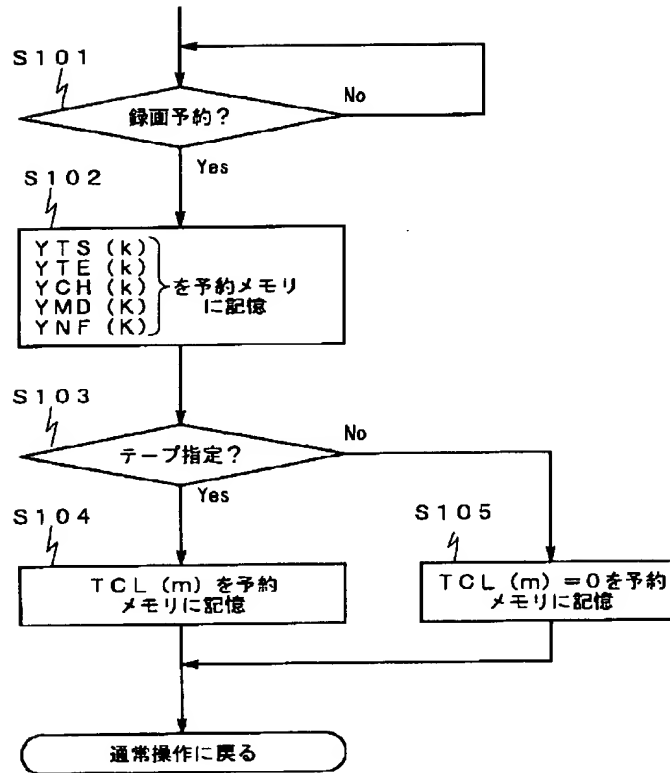 S101
録画予約?
No
Yes
S102
YTS (k)
YTE (k)
YCH (k)
YMD (K)
YNF (K)
を予約メモリ
に記憶
S103
テープ指定?
No
Yes
S104
TCL (m) を予約
メモリに記憶
S105
TCL (m) =0を予約
メモリに記憶
通常操作に戻る